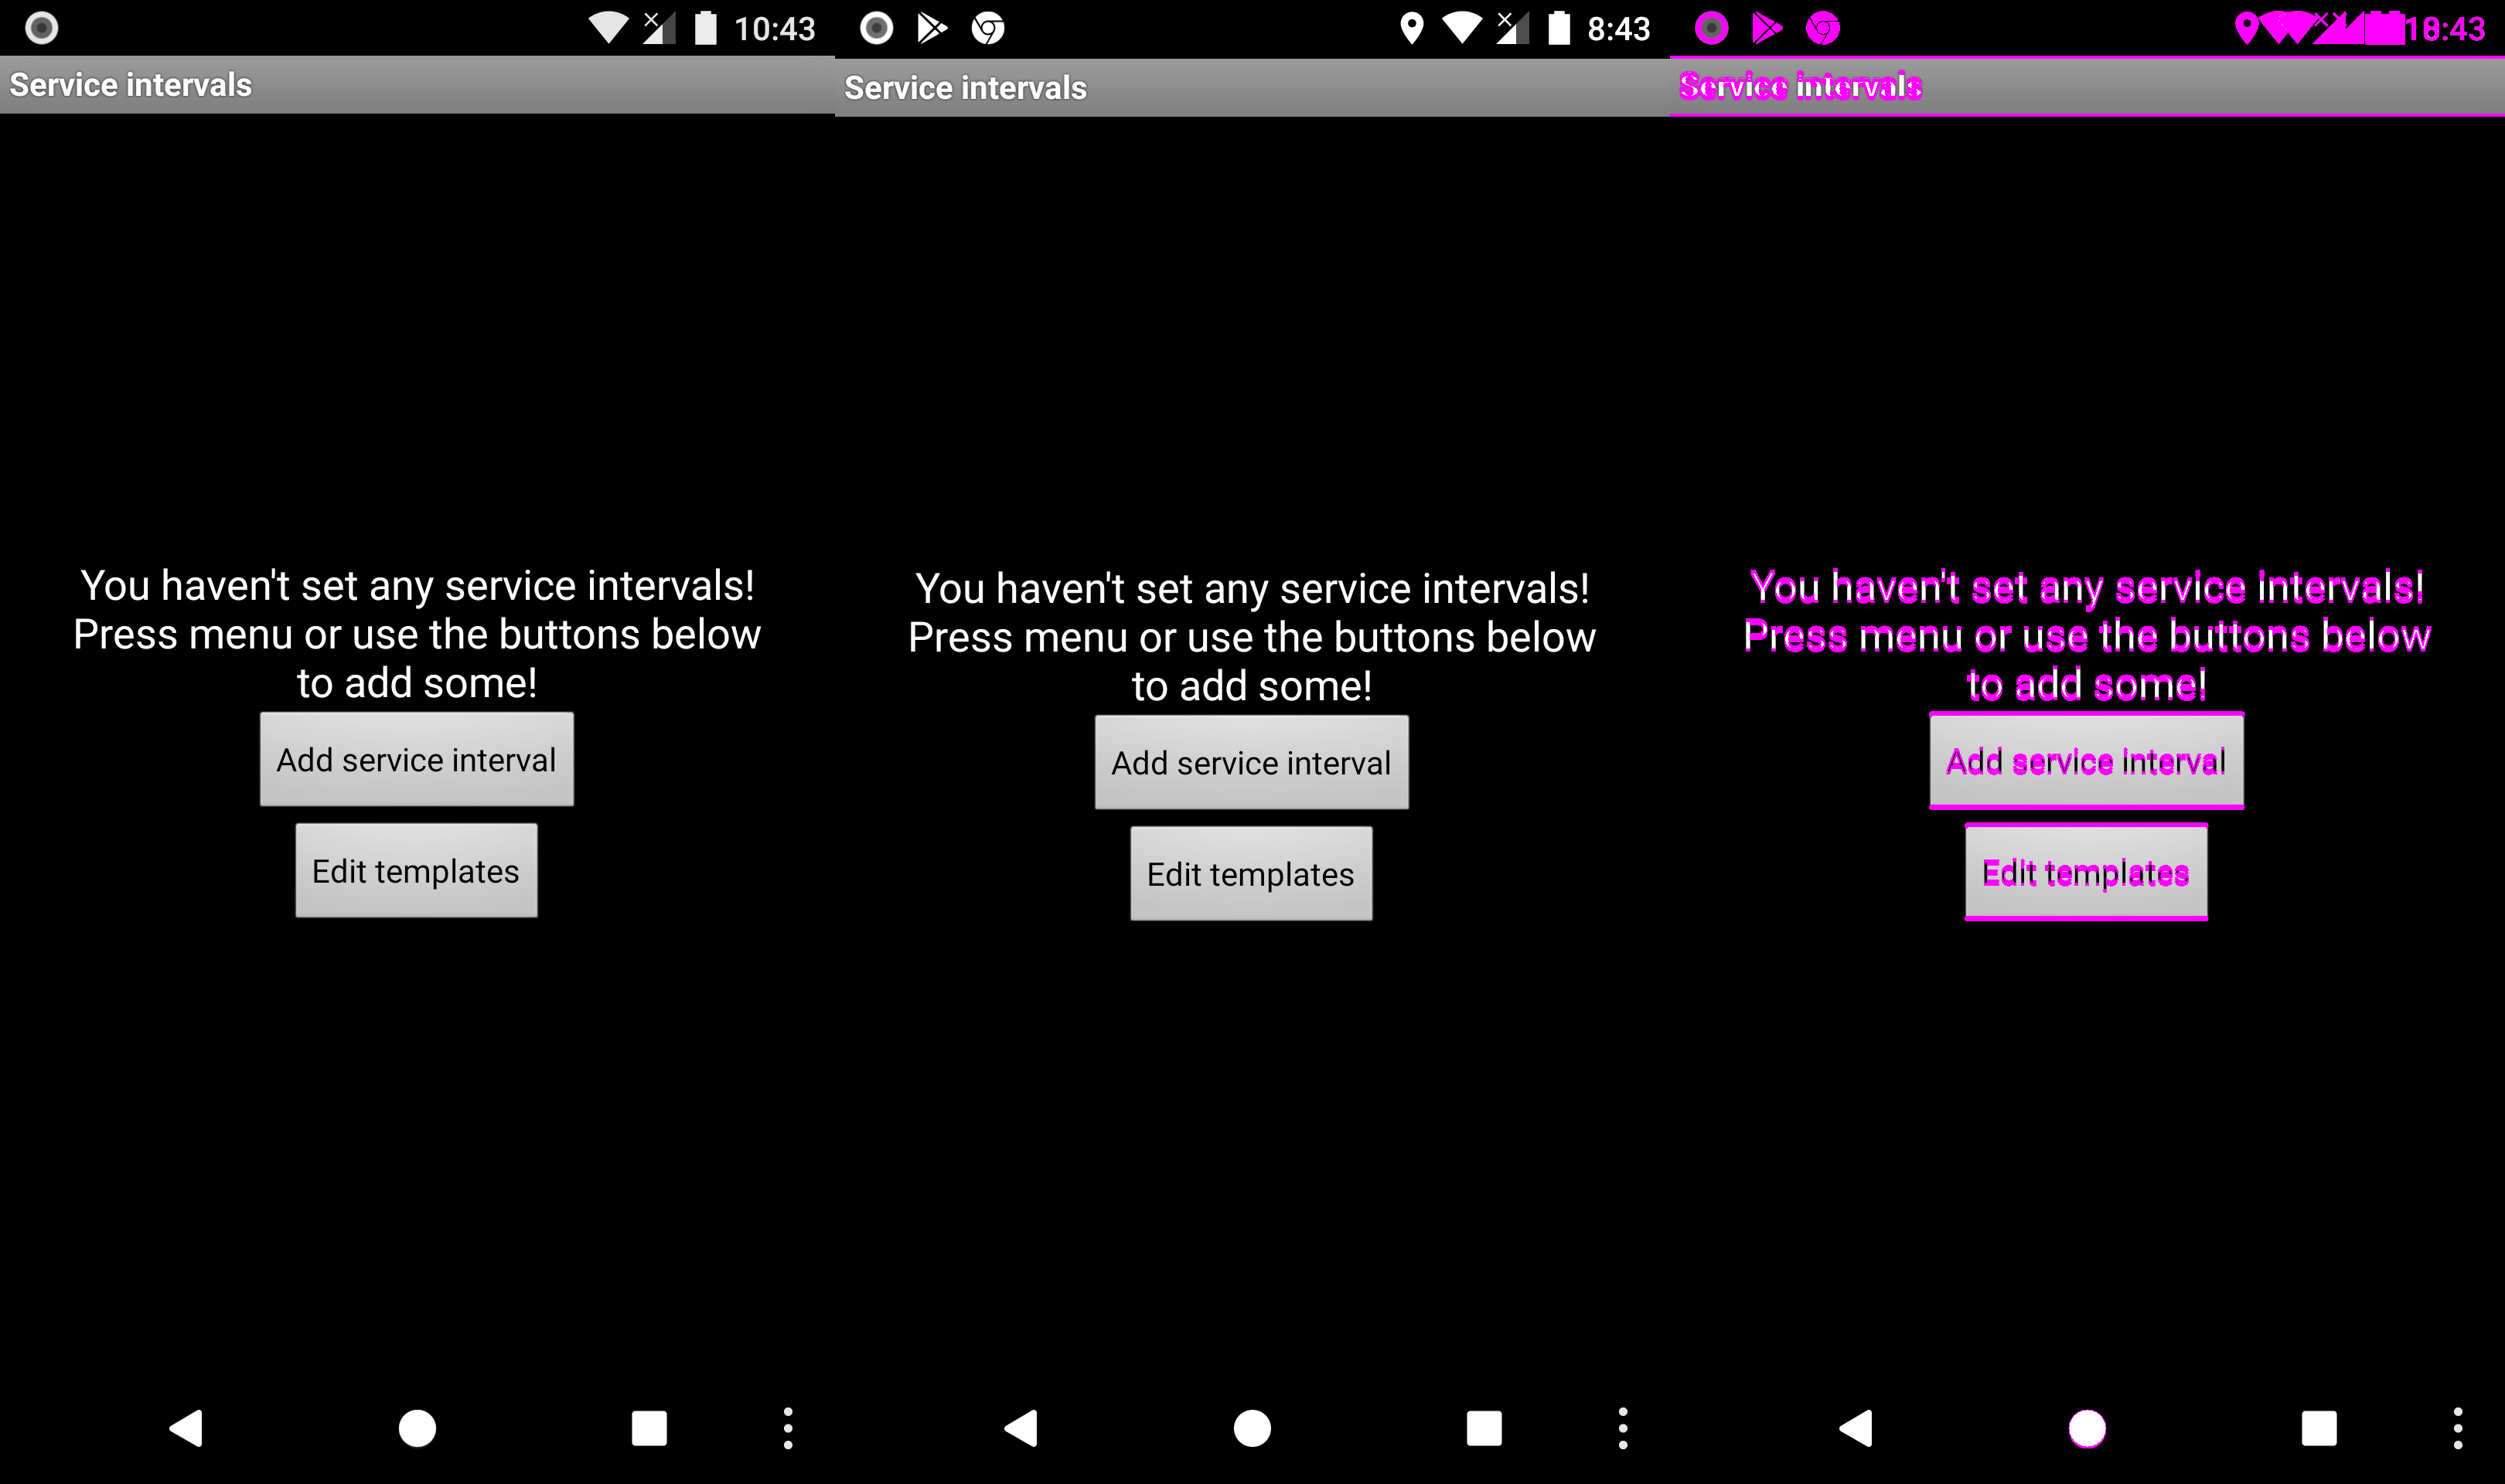 10:43
Service intervals
You haven't set any service intervals!
Press menu or use the buttons below
to add some!
Add service interval
Edit templates
8:43
Service intervals
You haven't set any service intervals!
Press menu or use the buttons below
to add some!
Add service interval
Edit templates
Service intervals
You haven't set any service intervals!
Press menu or use the buttons below
to add some!
Add service interval
Edit templates